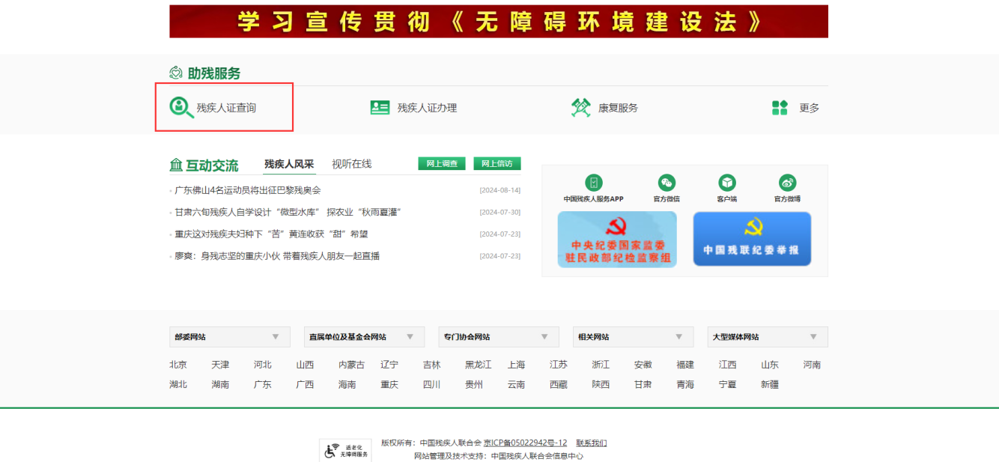 学习宣传贯彻《无障碍环境建设法》
助残服务
残疾人证查询 残疾人证办理 康复服务 更多
互动交流 残疾人风采 视听在线 网上调查 网上信访
广东佛山4名运动员将出征巴黎残奥会 [2024-08-14]
甘肃六旬残疾人自学设计“微型水库” 探农业“秋雨夏灌” [2024-07-30]
重庆这对残疾夫妇种下“苦”黄连收获“甜”希望 [2024-07-23]
廖爽：身残志坚的重庆小伙 带着残疾人朋友一起直播 [2024-07-23]
中国残疾人服务APP 官方微信 客户端 官方微博
中央纪委国家监委
驻民政部纪检监察组
中国残联纪委举报
部委网站 直属单位及基金会网站 专门协会网站 相关网站 大型媒体网站
北京 天津 河北 山西 内蒙古 辽宁 吉林 黑龙江 上海 江苏 浙江 安徽 福建 江西 山东 河南
湖北 湖南 广东 广西 海南 重庆 四川 贵州 云南 西藏 陕西 甘肃 青海 宁夏 新疆
适老化
无障碍服务
版权所有：中国残疾人联合会 京ICP备05022942号-12 联系我们
网站管理及技术支持：中国残疾人联合会信息中心